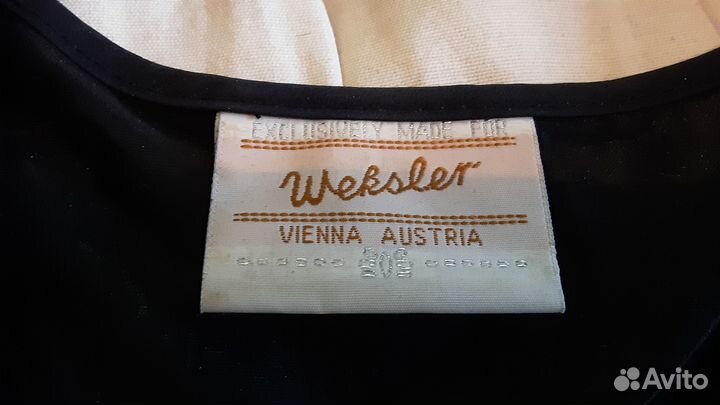 EXCLUSIVELY MADE FOR
Weksler
VIENNA AUSTRIA
Avito